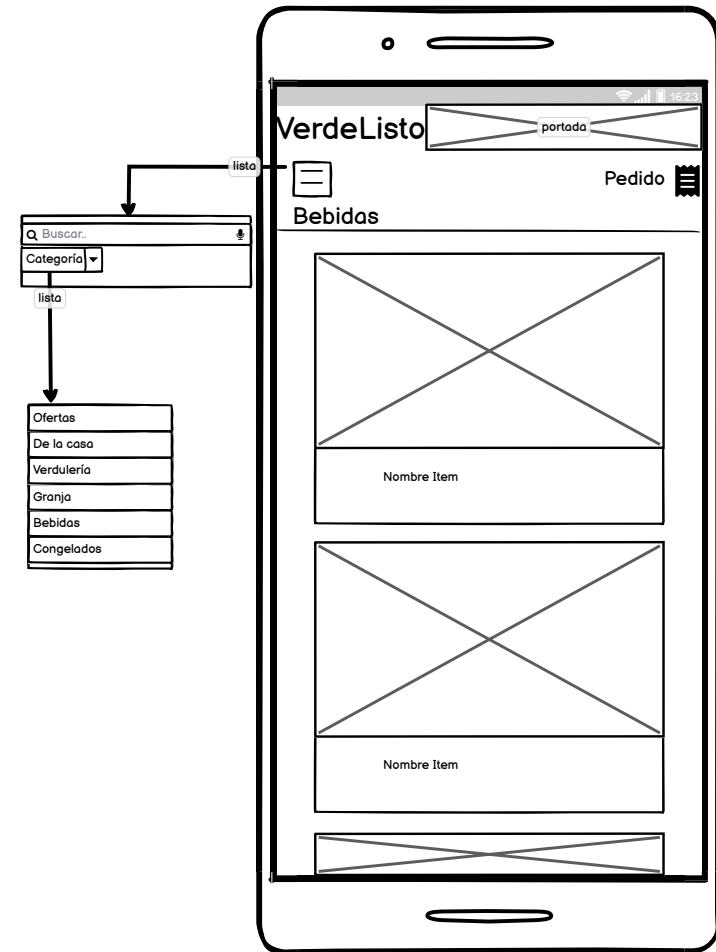 16:23
VerdeListo
portada
lista
Pedido
Bebidas
Buscar..
Categoría
lista
Ofertas
De la casa
Verdulería
Granja
Bebidas
Congelados
Nombre Item
Nombre Item